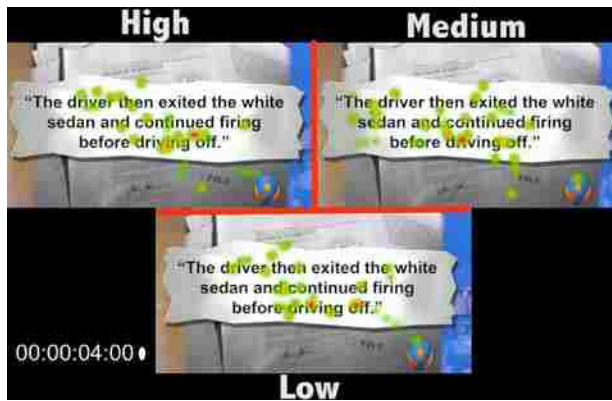 High
Medium
“The driver then exited the white
sedan and continued firing
before driving off.”
“The driver then exited the white
sedan and continued firing
before driving off.”
“The driver then exited the white
sedan and continued firing
before driving off.”
00:00:04:00
Low